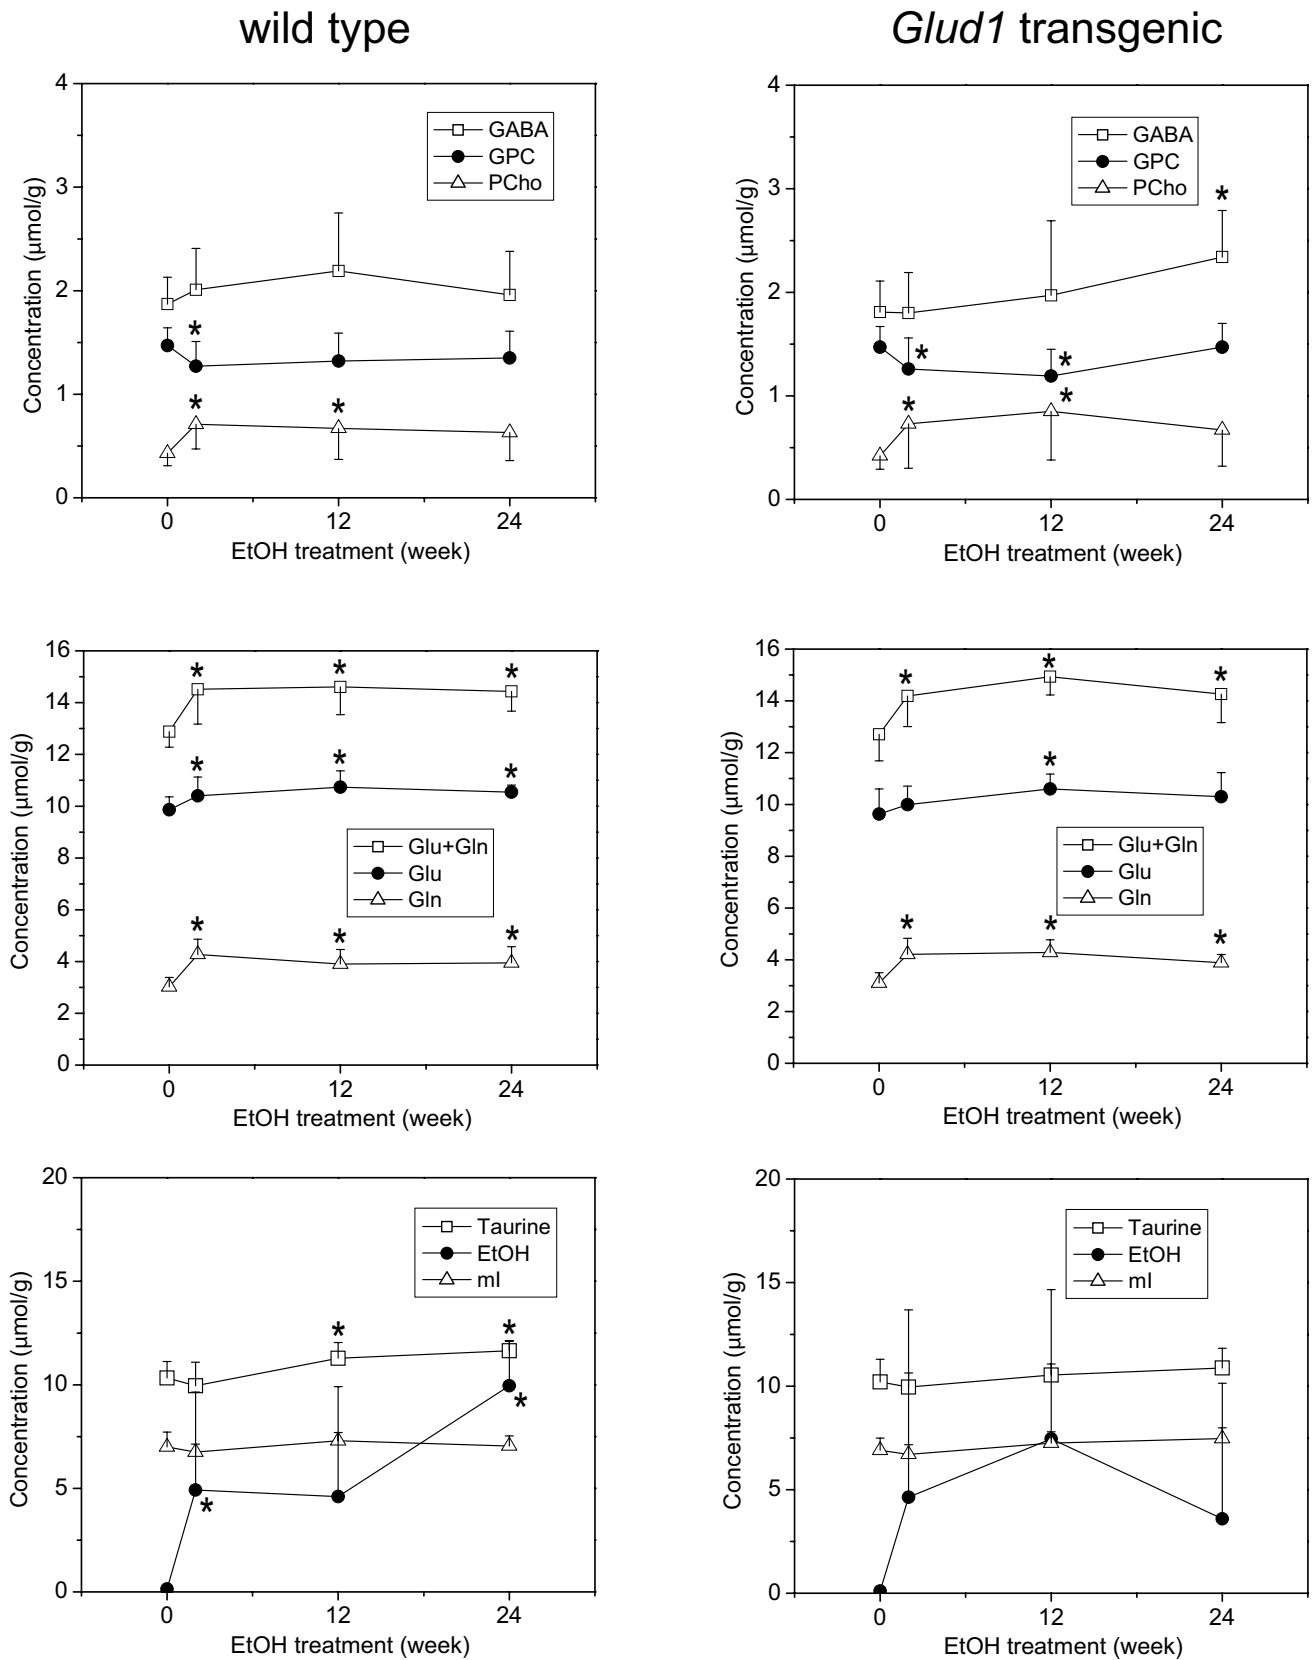 wild type
Glud1 transgenic
4
3
2
1
0
Concentration (µmol/g)
GABA
GPC
PCho
*
*
*
0 12 24
EtOH treatment (week)
4
3
2
1
0
Concentration (µmol/g)
GABA
GPC
PCho
*
*
*
*
*
0 12 24
EtOH treatment (week)
16
14
12
10
8
6
4
2
0
Concentration (µmol/g)
* * *
* * *
Glu+Gln
Glu
Gln
* * *
0 12 24
EtOH treatment (week)
16
14
12
10
8
6
4
2
0
Concentration (µmol/g)
* * *
*
Glu+Gln
Glu
Gln
* * *
0 12 24
EtOH treatment (week)
20
15
10
5
0
Concentration (µmol/g)
Taurine
EtOH
mI
* *
*
*
0 12 24
EtOH treatment (week)
20
15
10
5
0
Concentration (µmol/g)
Taurine
EtOH
mI
0 12 24
EtOH treatment (week)